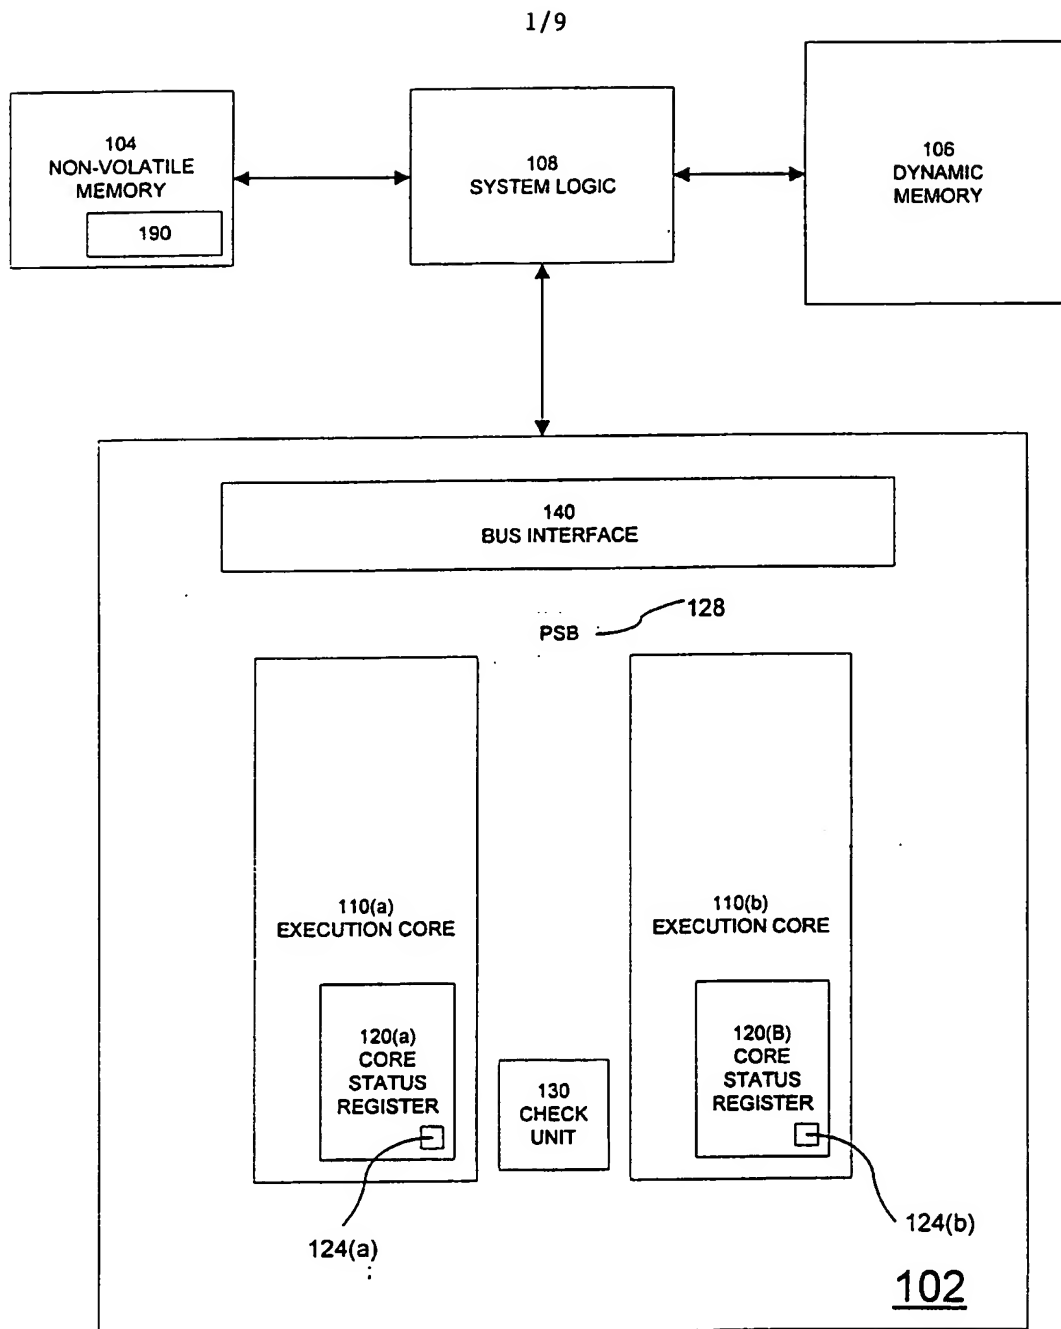 1/9
104
NON-VOLATILE
MEMORY
190
108
SYSTEM LOGIC
106
DYNAMIC
MEMORY
140
BUS INTERFACE
PSB
128
110(a)
EXECUTION CORE
110(b)
EXECUTION CORE
120(a)
CORE
STATUS
REGISTER
130
CHECK
UNIT
120(B)
CORE
STATUS
REGISTER
124(a)
124(b)
102